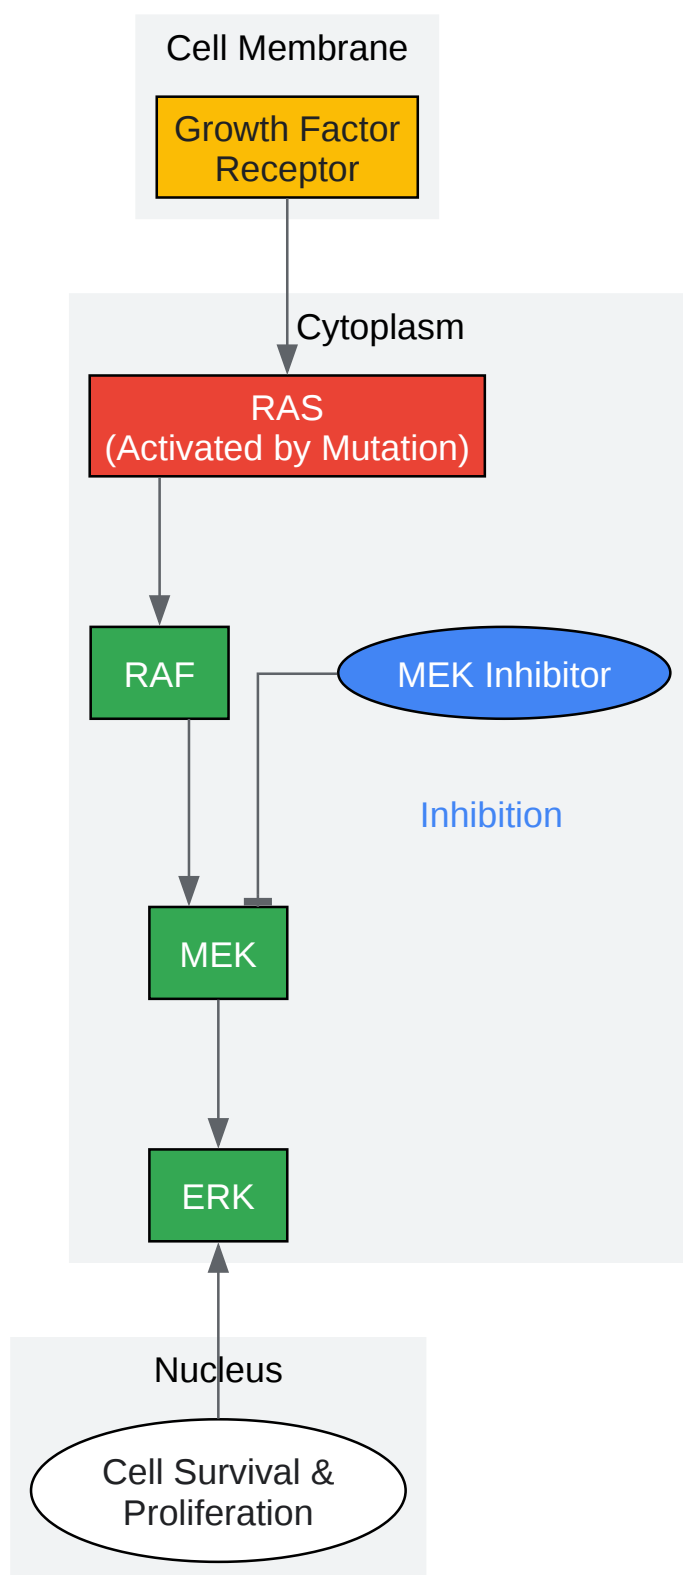 Cell Membrane
Growth Factor
Receptor
Cytoplasm
RAS
(Activated by Mutation)
RAF
MEK Inhibitor
Inhibition
MEK
ERK
Nucleus
Cell Survival &
Proliferation